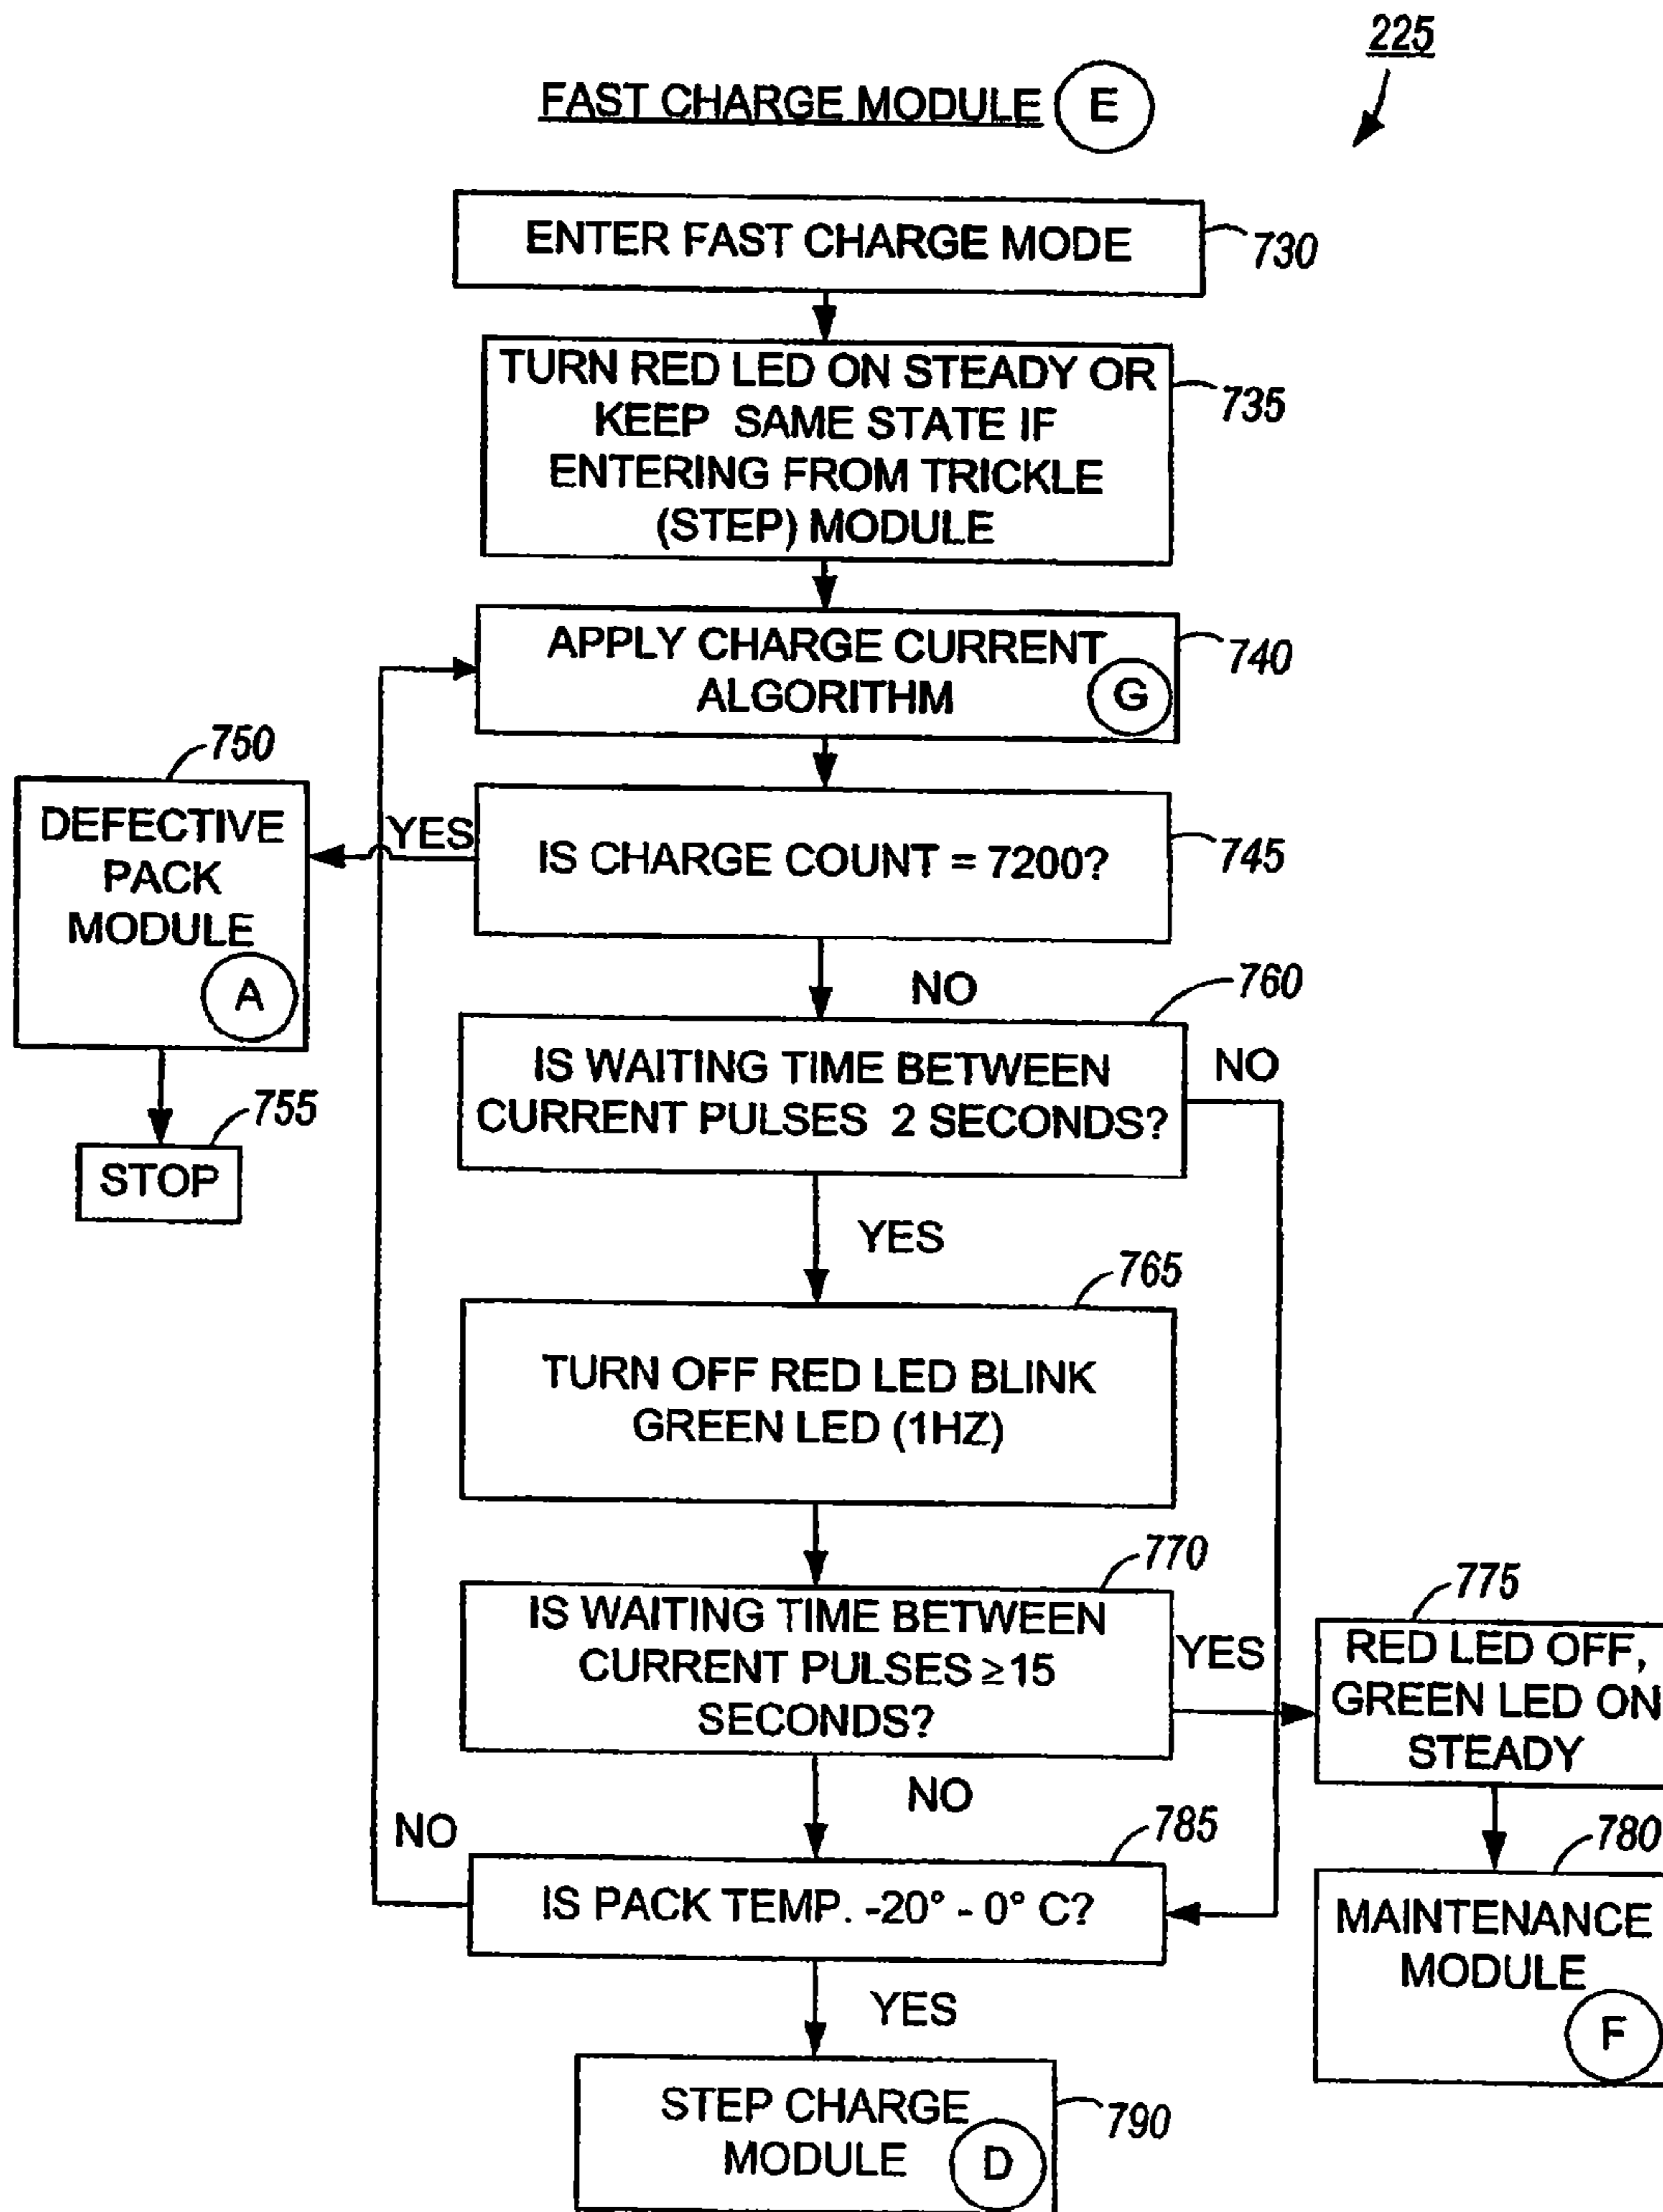 225
FAST CHARGE MODULE E
ENTER FAST CHARGE MODE
730
TURN RED LED ON STEADY OR
KEEP SAME STATE IF
ENTERING FROM TRICKLE
(STEP) MODULE
735
APPLY CHARGE CURRENT
ALGORITHM
G
740
750
DEFECTIVE
PACK
MODULE
A
YES
IS CHARGE COUNT = 7200?
745
NO
755
STOP
760
IS WAITING TIME BETWEEN
CURRENT PULSES 2 SECONDS?
NO
YES
765
TURN OFF RED LED BLINK
GREEN LED (1HZ)
770
IS WAITING TIME BETWEEN
CURRENT PULSES ≥15
SECONDS?
YES
775
RED LED OFF,
GREEN LED ON
STEADY
NO
NO
785
IS PACK TEMP. -20° - 0° C?
780
MAINTENANCE
MODULE
F
YES
STEP CHARGE
MODULE
D
790